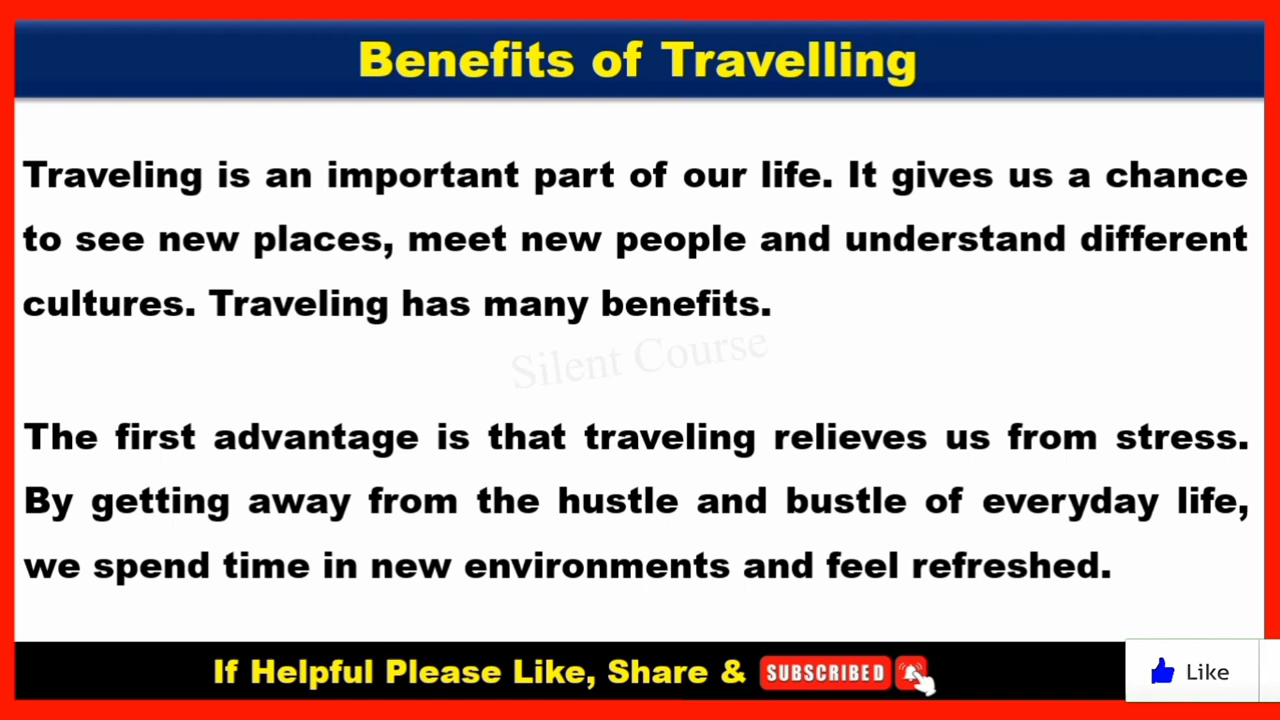 Benefits of Travelling
Traveling is an important part of our life. It gives us a chance
to see new places, meet new people and understand different
cultures. Traveling has many benefits.
Silent Course
The first advantage is that traveling relieves us from stress.
By getting away from the hustle and bustle of everyday life,
we spend time in new environments and feel refreshed.
If Helpful Please Like, Share & SUBSCRIBED
Like